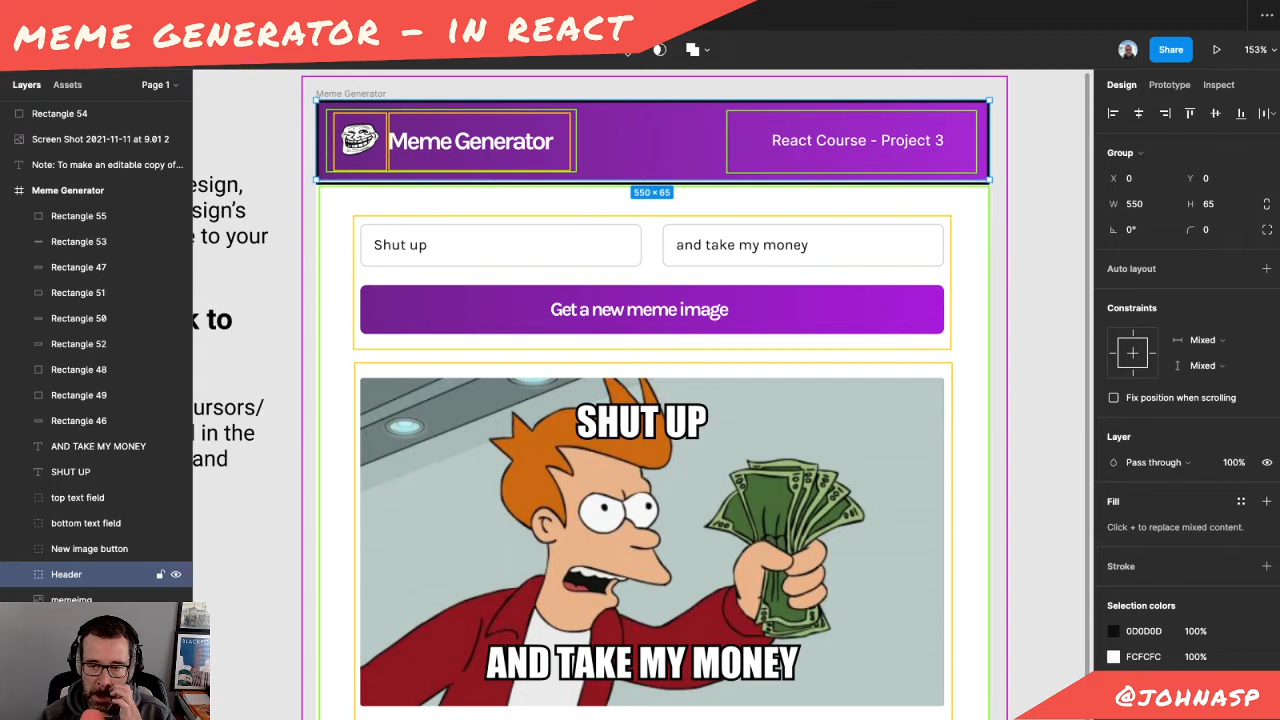 MEME GENERATOR - IN REACT
Share
153%
Layers
Assets
Page 1
Rectangle 54
Screen Shot 2021-11-11 at 9.01 2
Note: To make an editable copy of...
Meme Generator
Rectangle 55
Rectangle 53
Rectangle 47
Rectangle 51
Rectangle 50
Rectangle 52
Rectangle 48
Rectangle 49
Rectangle 46
AND TAKE MY MONEY
SHUT UP
top text field
bottom text field
New image button
Header
memeimg
esign,
sign's
e to your
k to
ursors/
in the
and
Meme Generator
Meme Generator
React Course - Project 3
550 × 65
Shut up
and take my money
Get a new meme image
SHUT UP
AND TAKE MY MONEY
Design
Prototype
Inspect
Group
X 0
Y 0
W 550
H 65
0°
0
Auto layout
Constraints
Mixed
Mixed
Fix position when scrolling
Layer
Pass through
100%
Fill
Click + to replace mixed content.
Stroke
Selection colors
0D0D0D 100%
FCFCFC 100%
@JOHNASP